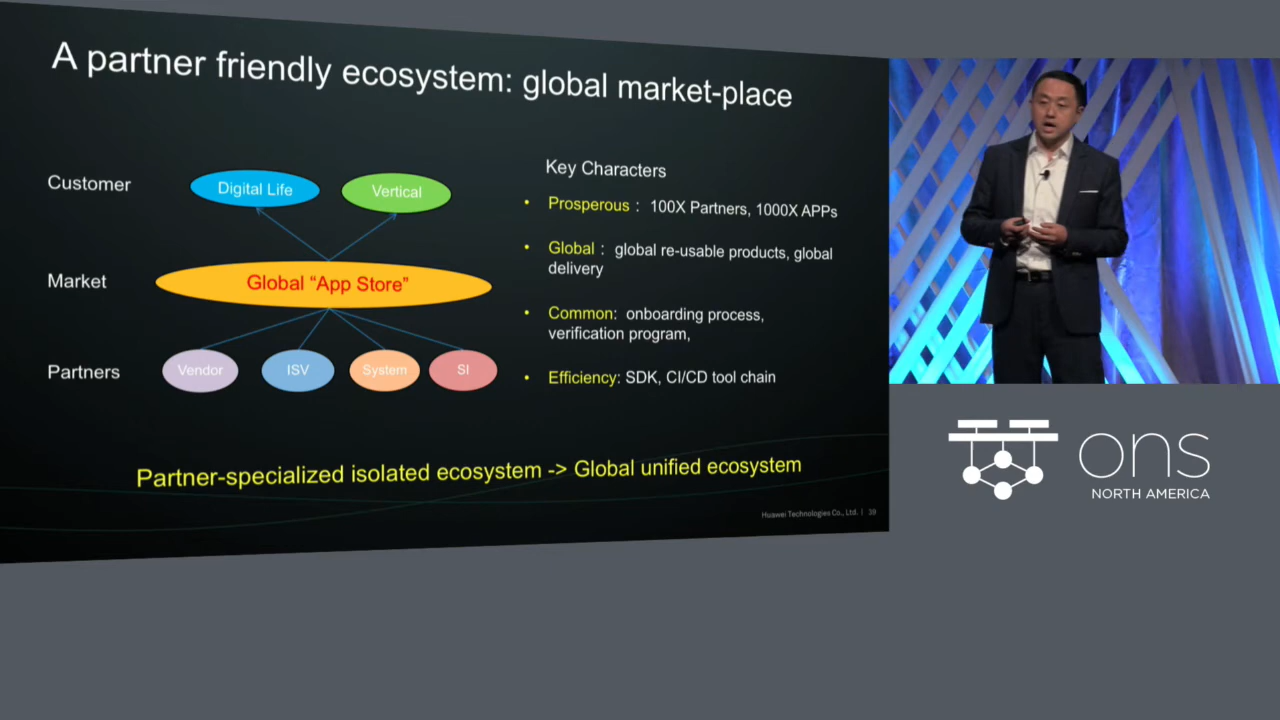 A partner friendly ecosystem: global market-place
Customer
Digital Life
Vertical
Market
Global “App Store”
Partners
Vendor
ISV
System
SI
Key Characters
• Prosperous : 100X Partners, 1000X APPs
• Global : global re-usable products, global
delivery
• Common: onboarding process,
verification program,
• Efficiency: SDK, CI/CD tool chain
Partner-specialized isolated ecosystem -> Global unified ecosystem
Huawei Technologies Co., Ltd. | 39
ons
NORTH AMERICA